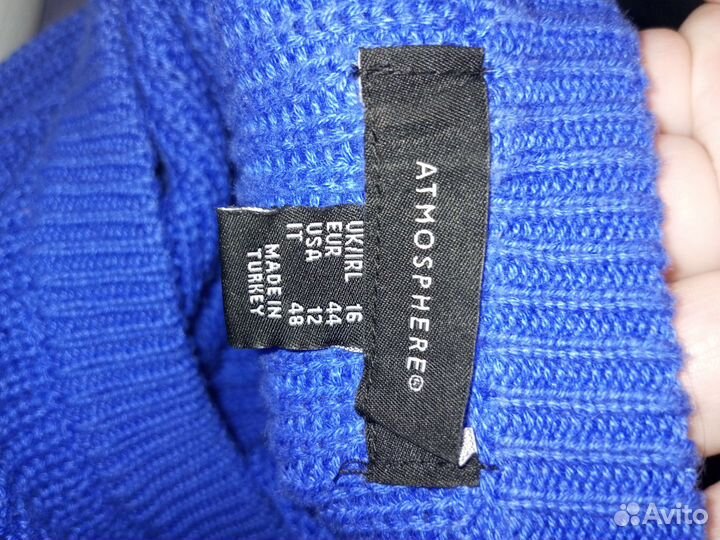 ATMOSPHERE®
UK/IRL 16
EUR 44
USA 12
IT 48
MADE IN
TURKEY
Avito